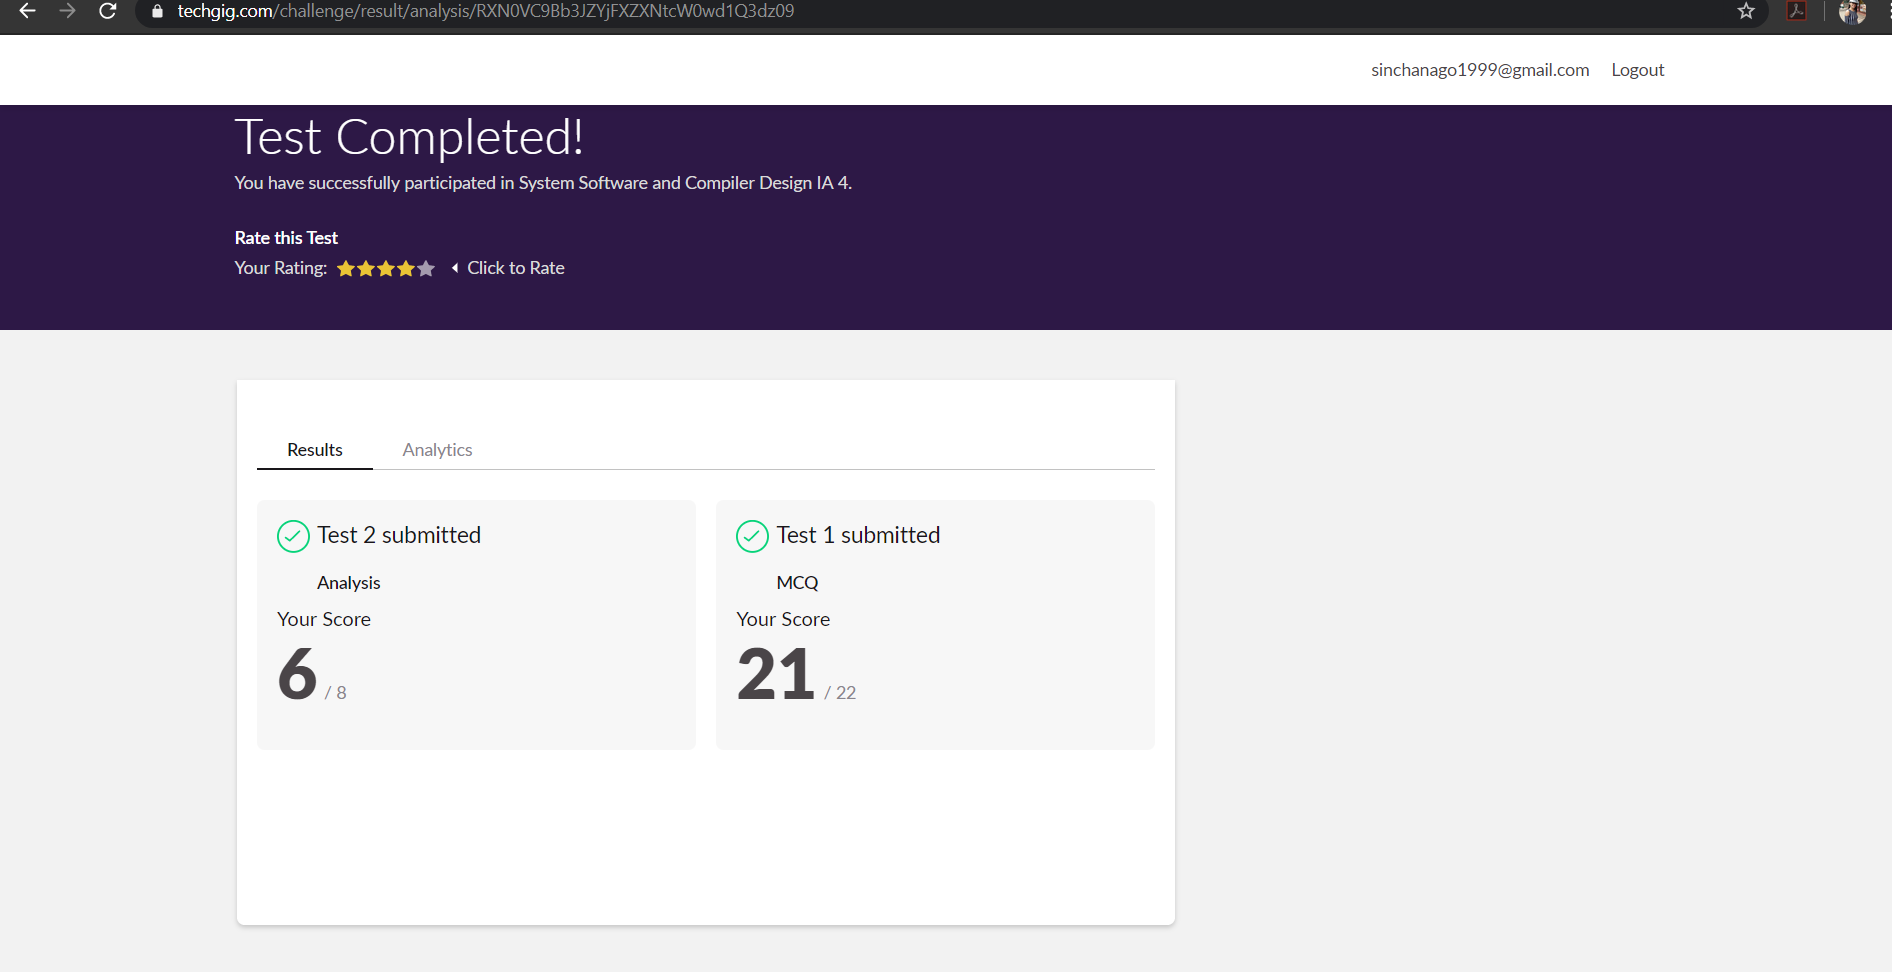 techgig.com/challenge/result/analysis/RXN0VC9Bb3JZYjFXZXNtcW0wd1Q3dz09
sinchanago1999@gmail.com Logout
Test Completed!
You have successfully participated in System Software and Compiler Design IA 4.
Rate this Test
Your Rating: Click to Rate
Results Analytics
Test 2 submitted
Analysis
Your Score
6 / 8
Test 1 submitted
MCQ
Your Score
21 / 22